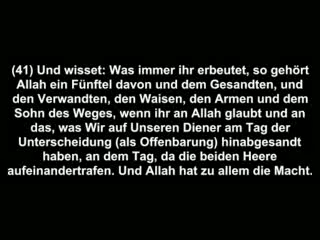 (41) Und wisset: Was immer ihr erbeutet, so gehört
Allah ein Fünftel davon und dem Gesandten, und
den Verwandten, den Waisen, den Armen und dem
Sohn des Weges, wenn ihr an Allah glaubt und an
das, was Wir auf Unseren Diener am Tag der
Unterscheidung (als Offenbarung) hinabgesandt
haben, an dem Tag, da die beiden Heere
aufeinandertrafen. Und Allah hat zu allem die Macht.